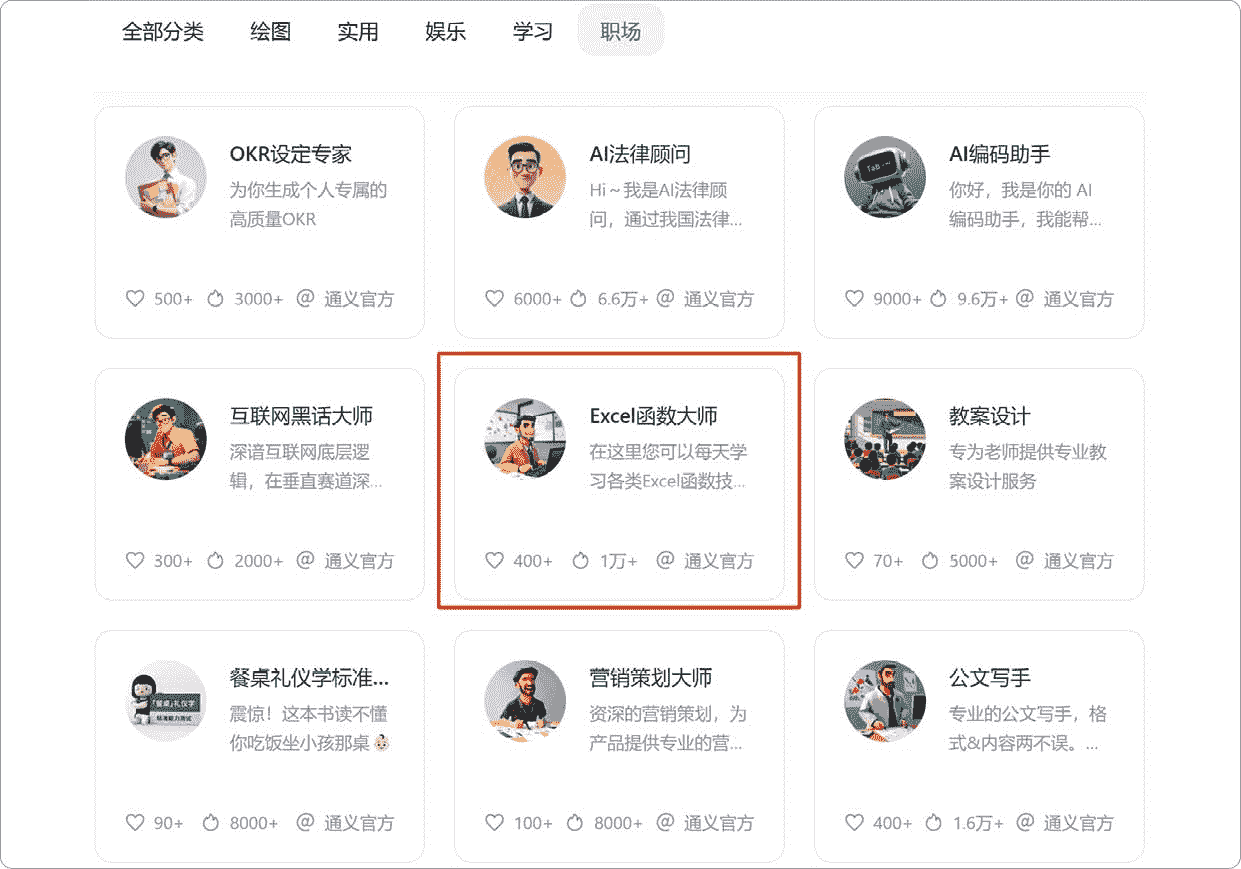 全部分类 绘图 实用 娱乐 学习 职场
OKR设定专家
为你生成个人专属的
高质量OKR
500+ 3000+ @ 通义官方
AI法律顾问
Hi～我是AI法律顾
问，通过我国法律...
6000+ 6.6万+ @ 通义官方
AI编码助手
你好，我是你的 AI
编码助手，我能帮...
9000+ 9.6万+ @ 通义官方
互联网黑话大师
深谙互联网底层逻
辑，在垂直赛道深...
300+ 2000+ @ 通义官方
Excel函数大师
在这里您可以每天学
习各类Excel函数技...
400+ 1万+ @ 通义官方
教案设计
专为老师提供专业教
案设计服务
70+ 5000+ @ 通义官方
「餐桌」礼仪学
标准能力测试
餐桌礼仪学标准...
震惊！这本书读不懂
你吃饭坐小孩那桌👶🏻
90+ 8000+ @ 通义官方
营销策划大师
资深的营销策划，为
产品提供专业的营...
100+ 8000+ @ 通义官方
公文写手
专业的公文写手，格
式&内容两不误。...
400+ 1.6万+ @ 通义官方